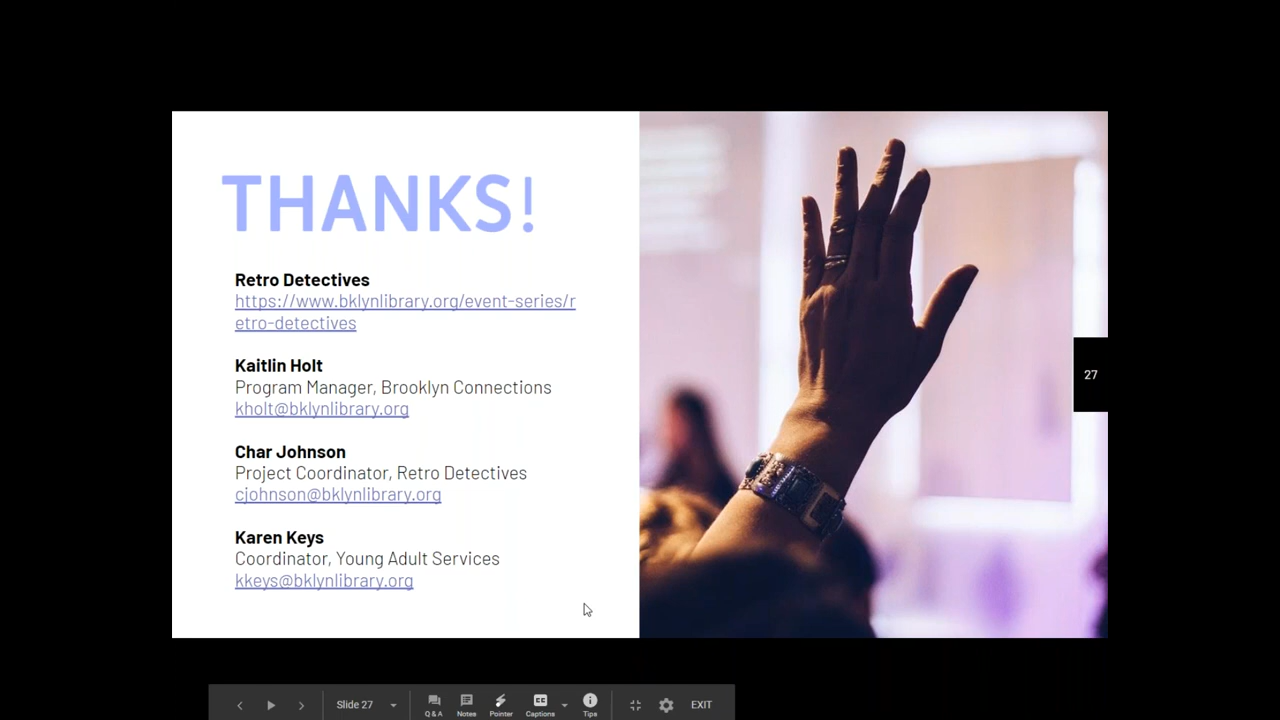 THANKS!
Retro Detectives
https://www.bklynlibrary.org/event-series/r
etro-detectives
Kaitlin Holt
Program Manager, Brooklyn Connections
kholt@bklynlibrary.org
Char Johnson
Project Coordinator, Retro Detectives
cjohnson@bklynlibrary.org
Karen Keys
Coordinator, Young Adult Services
kkeys@bklynlibrary.org
27
Slide 27
Q & A
Notes
Pointer
CC
Captions
Tips
EXIT